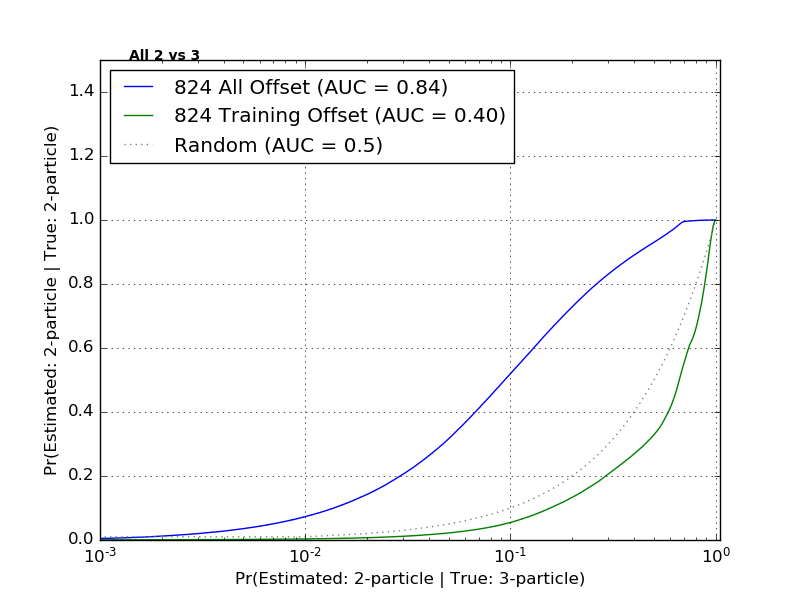 All 2 vs 3
824 All Offset (AUC = 0.84)
824 Training Offset (AUC = 0.40)
Random (AUC = 0.5)
Pr(Estimated: 2-particle | True: 2-particle)
1.4
1.2
1.0
0.8
0.6
0.4
0.2
0.0
10^-3 10^-2 10^-1 10^0
Pr(Estimated: 2-particle | True: 3-particle)